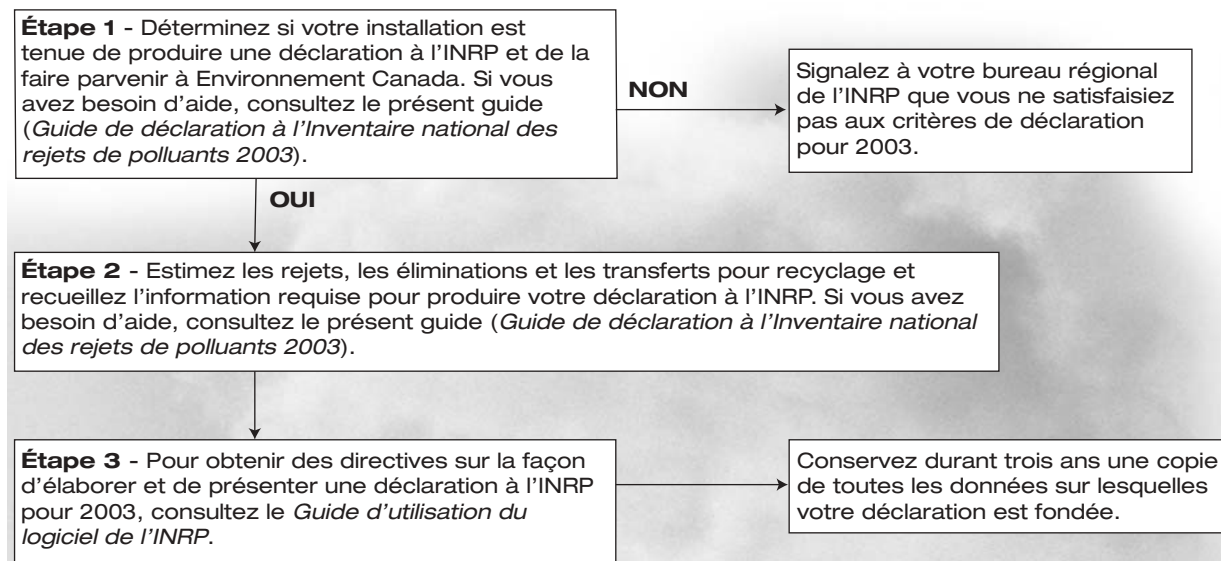 Étape 1 - Déterminez si votre installation est
tenue de produire une déclaration à l'INRP et de la
faire parvenir à Environnement Canada. Si vous
avez besoin d'aide, consultez le présent guide
(Guide de déclaration à l'Inventaire national des
rejets de polluants 2003).
NON
Signalez à votre bureau régional
de l'INRP que vous ne satisfaisiez
pas aux critères de déclaration
pour 2003.
OUI
Étape 2 - Estimez les rejets, les éliminations et les transferts pour recyclage et
recueillez l'information requise pour produire votre déclaration à l'INRP. Si vous avez
besoin d'aide, consultez le présent guide (Guide de déclaration à l'Inventaire national
des rejets de polluants 2003).
Étape 3 - Pour obtenir des directives sur la façon
d'élaborer et de présenter une déclaration à l'INRP
pour 2003, consultez le Guide d'utilisation du
logiciel de l'INRP.
Conservez durant trois ans une copie
de toutes les données sur lesquelles
votre déclaration est fondée.